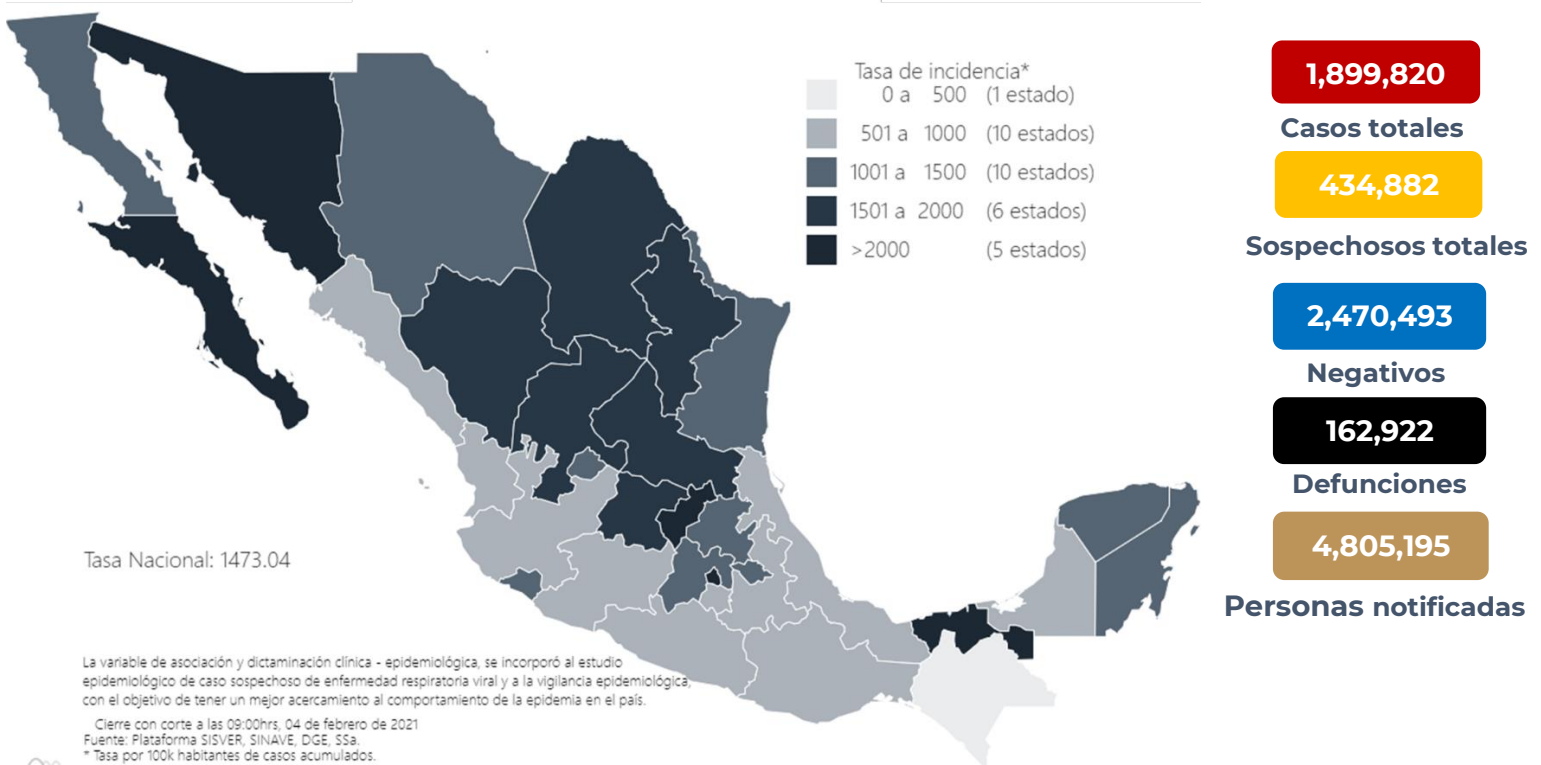 Tasa de incidencia*
0 a 500 (1 estado)
501 a 1000 (10 estados)
1001 a 1500 (10 estados)
1501 a 2000 (6 estados)
>2000 (5 estados)
Tasa Nacional: 1473.04
La variable de asociación y dictaminación clínica - epidemiológica, se incorporó al estudio
epidemiológico de caso sospechoso de enfermedad respiratoria viral y a la vigilancia epidemiológica,
con el objetivo de tener un mejor acercamiento al comportamiento de la epidemia en el país.
Cierre con corte a las 09:00hrs, 04 de febrero de 2021
Fuente: Plataforma SISVER, SINAVE, DGE, SSa.
* Tasa por 100k habitantes de casos acumulados.
1,899,820
Casos totales
434,882
Sospechosos totales
2,470,493
Negativos
162,922
Defunciones
4,805,195
Personas notificadas